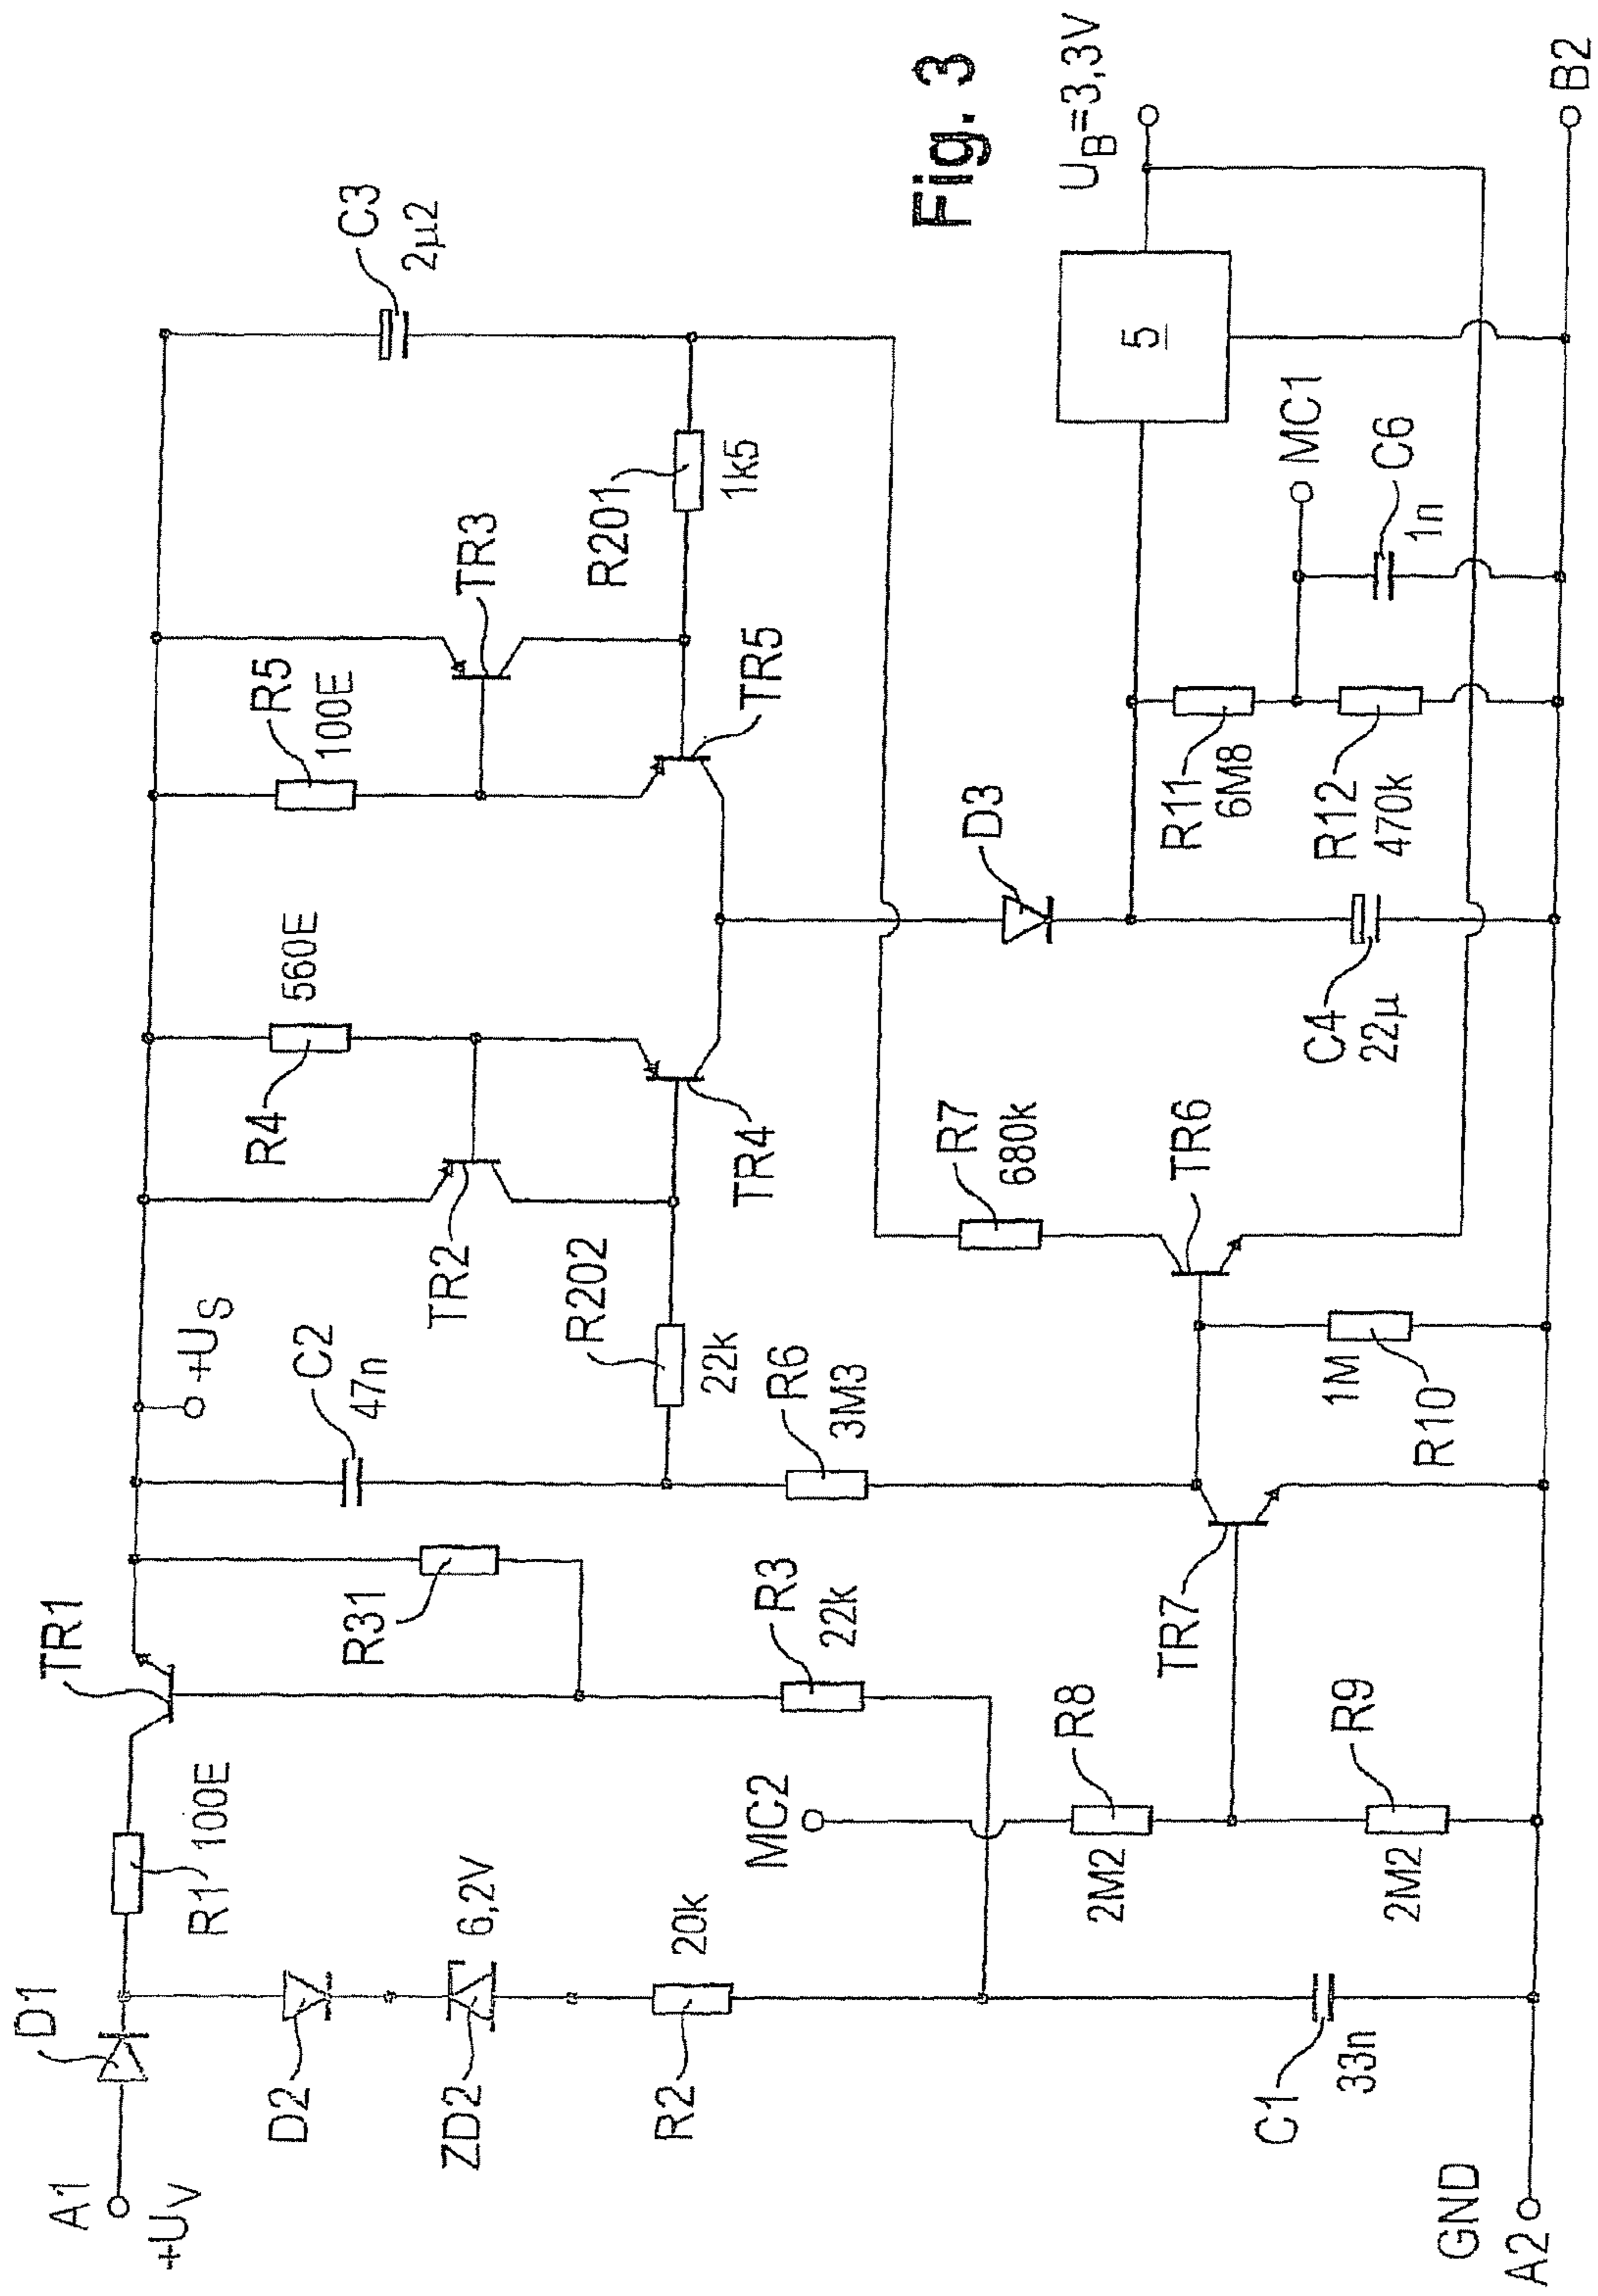 Fig. 3
A1
+UV
D1
R1
100E
TR1
D2
ZD2
6,2V
R2
20k
C1
33n
GND
A2
MC2
R31
R3
22k
R8
2M2
R9
2M2
TR7
+US
C2
47n
R202
22k
R6
3M3
1M
R10
TR2
R4
560E
TR4
R7
680k
TR6
R5
100E
TR3
TR5
R201
1k5
C3
2µ2
D3
C4
22µ
R11
6M8
R12
470k
MC1
C6
1n
5
UB=3,3V
B2